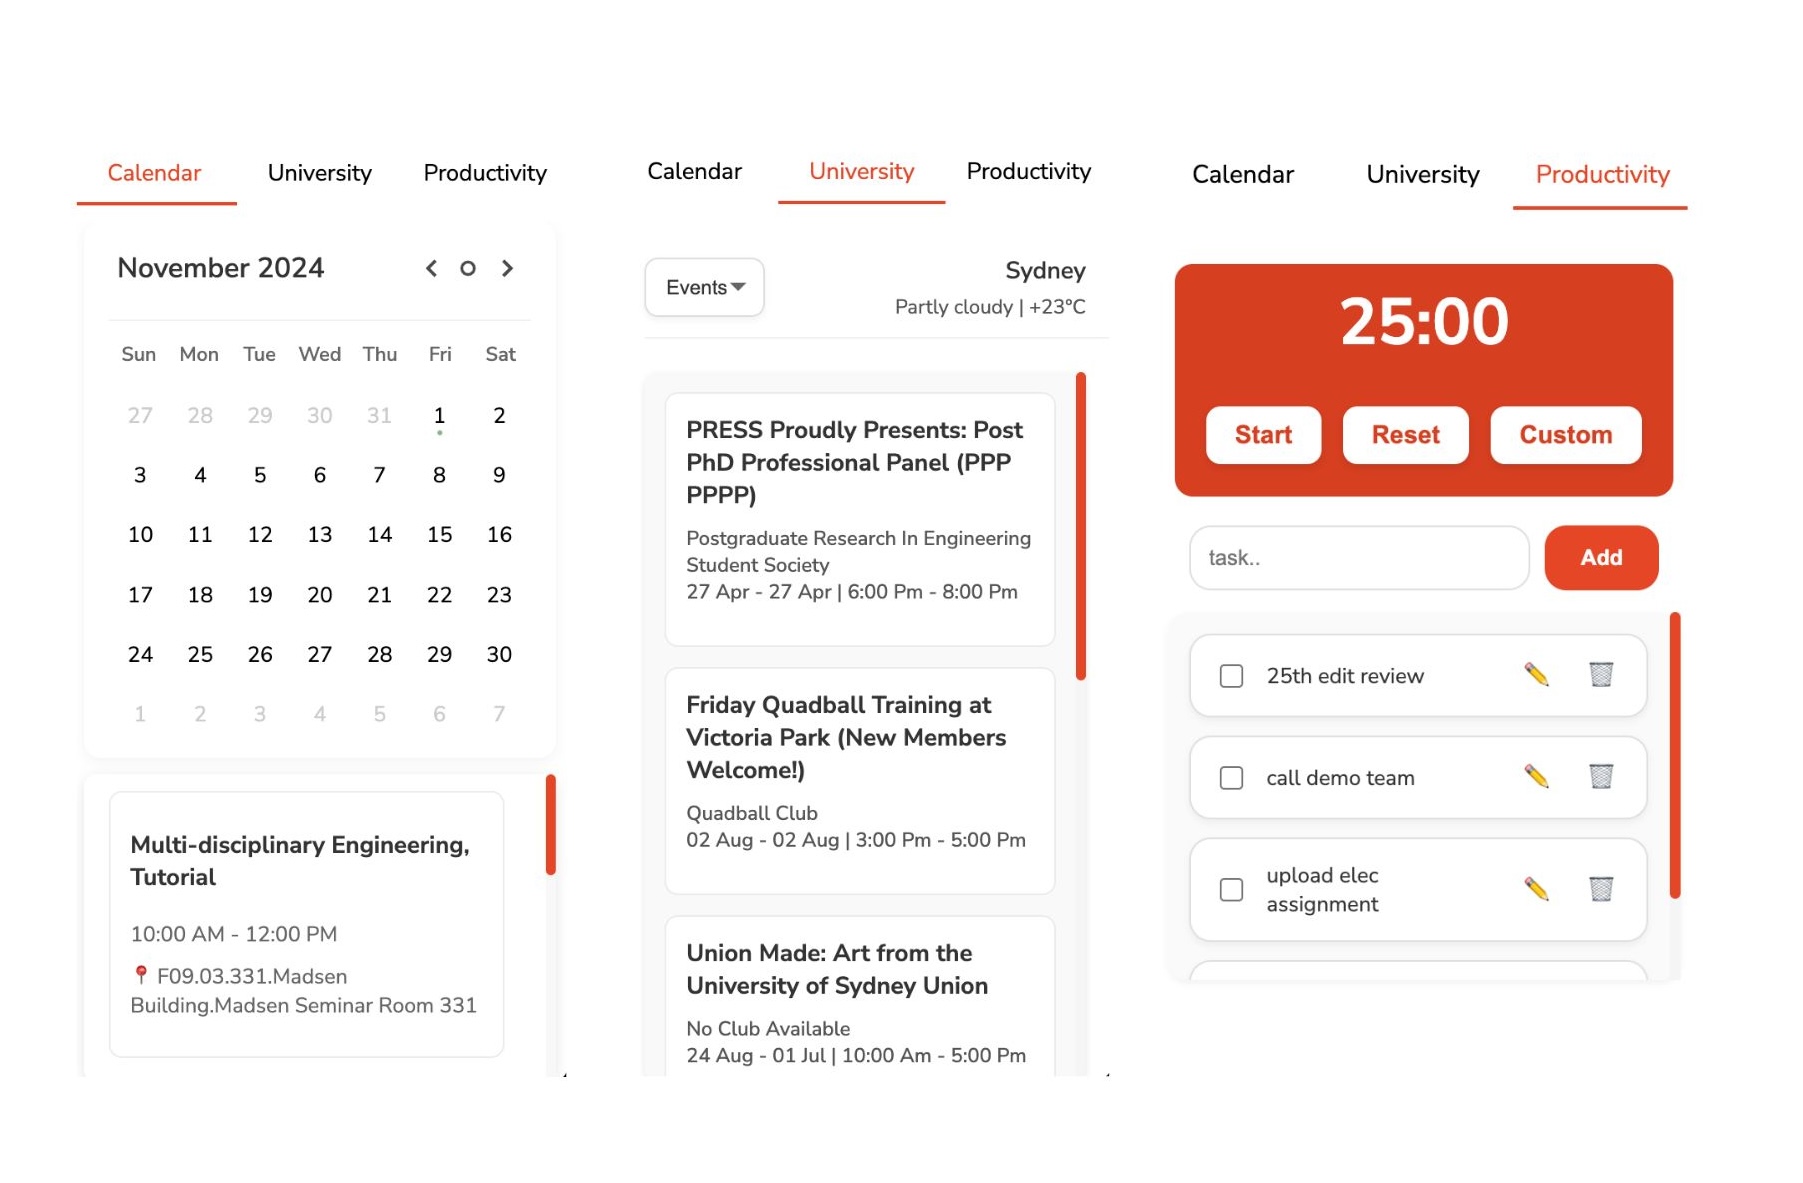 Calendar University Productivity
November 2024
Sun Mon Tue Wed Thu Fri Sat
27 28 29 30 31 1 2
3 4 5 6 7 8 9
10 11 12 13 14 15 16
17 18 19 20 21 22 23
24 25 26 27 28 29 30
1 2 3 4 5 6 7
Multi-disciplinary Engineering,
Tutorial
10:00 AM - 12:00 PM
📍 F09.03.331.Madsen
Building.Madsen Seminar Room 331
Calendar University Productivity
Events
Sydney
Partly cloudy | +23°C
PRESS Proudly Presents: Post
PhD Professional Panel (PPP
PPPP)
Postgraduate Research In Engineering
Student Society
27 Apr - 27 Apr | 6:00 Pm - 8:00 Pm
Friday Quadball Training at
Victoria Park (New Members
Welcome!)
Quadball Club
02 Aug - 02 Aug | 3:00 Pm - 5:00 Pm
Union Made: Art from the
University of Sydney Union
No Club Available
24 Aug - 01 Jul | 10:00 Am - 5:00 Pm
Calendar University Productivity
25:00
Start Reset Custom
task..
Add
25th edit review
call demo team
upload elec
assignment